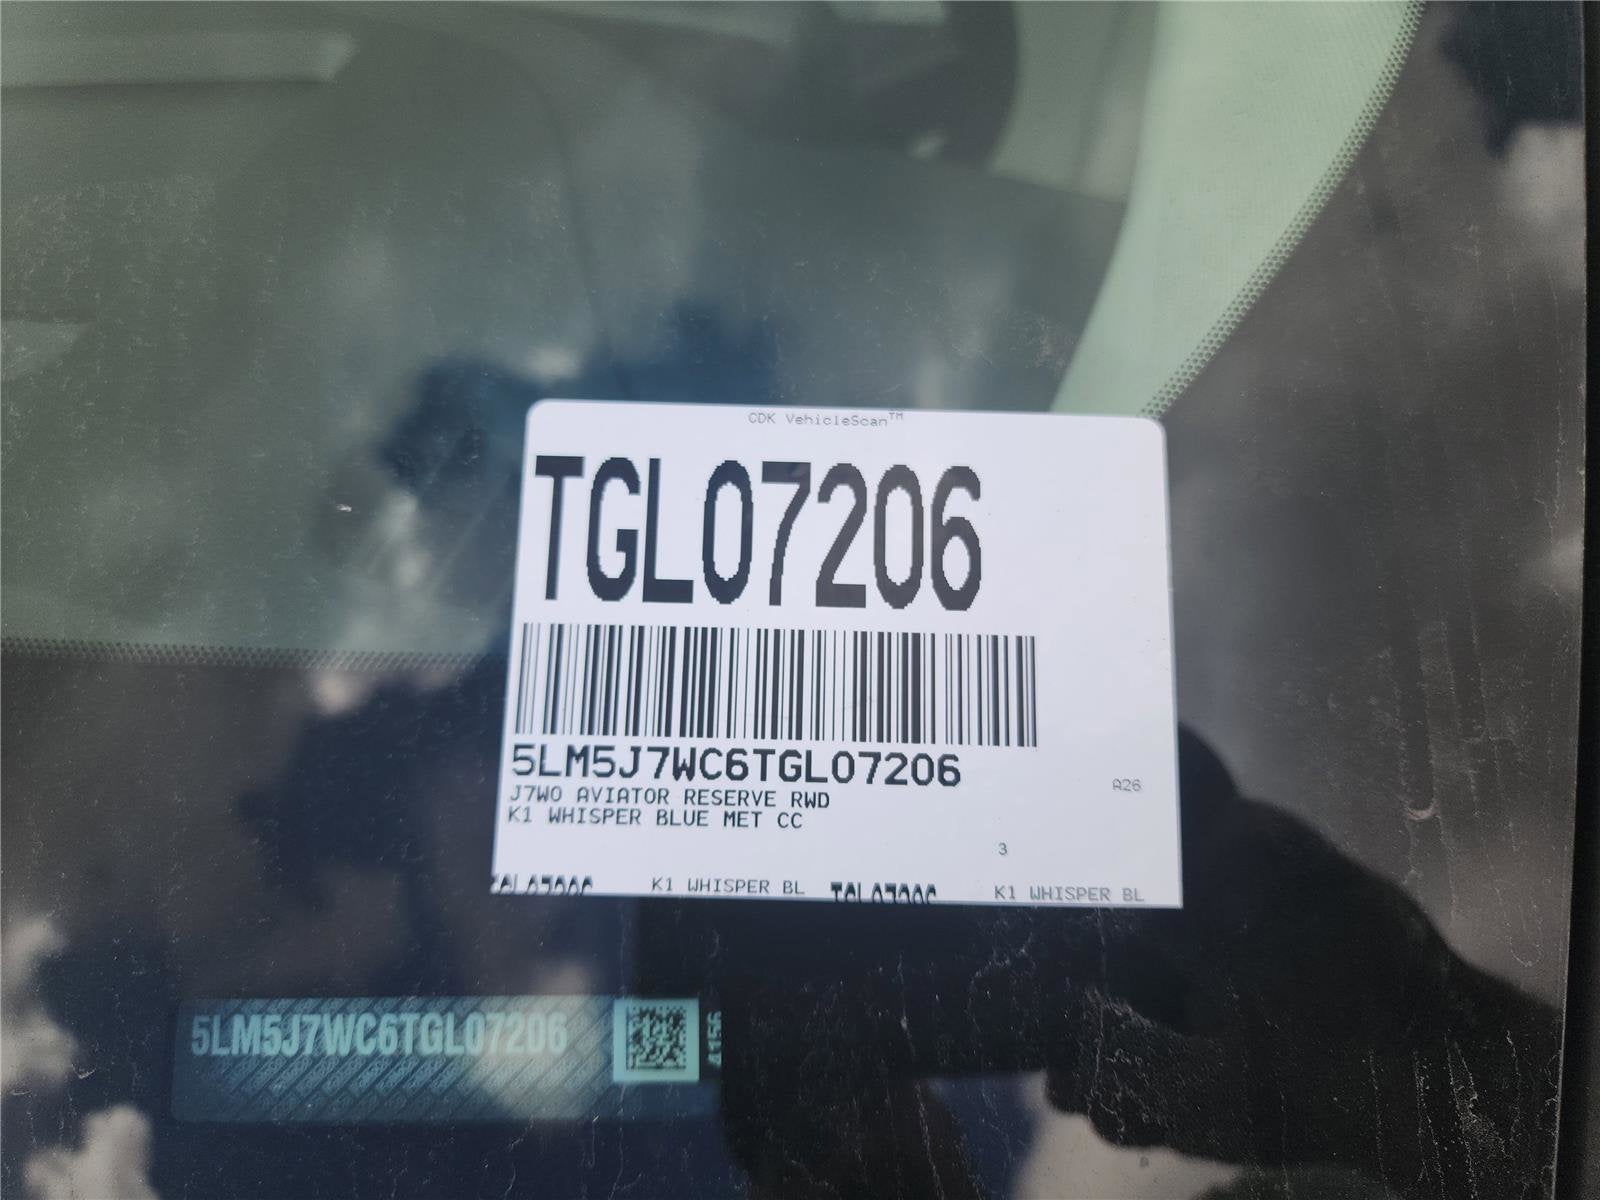 CDK VehicleScan™
TGL07206
5LM5J7WC6TGL07206
A26
J7W0 AVIATOR RESERVE RWD
K1 WHISPER BLUE MET CC
3
K1 WHISPER BL
K1 WHISPER BL
5LM5J7WC6TGL07206
41156